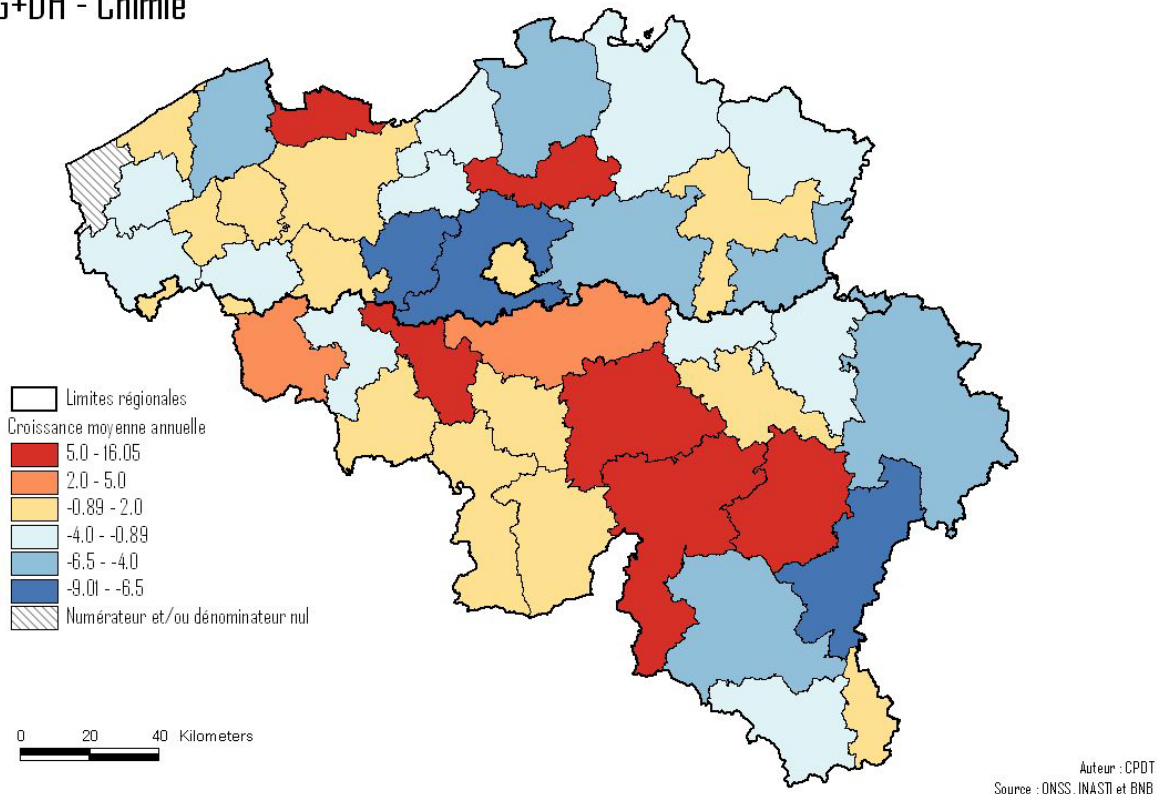 - Chimie
Limites régionales
Croissance moyenne annuelle
5.0 - 16.05
2.0 - 5.0
-0.89 - 2.0
-4.0 - -0.89
-6.5 - -4.0
-9.01 - -6.5
Numérateur et/ou dénominateur nul
0 20 40 Kilometers
Auteur : CPDT
Source : ONSS, INASTI et BNB